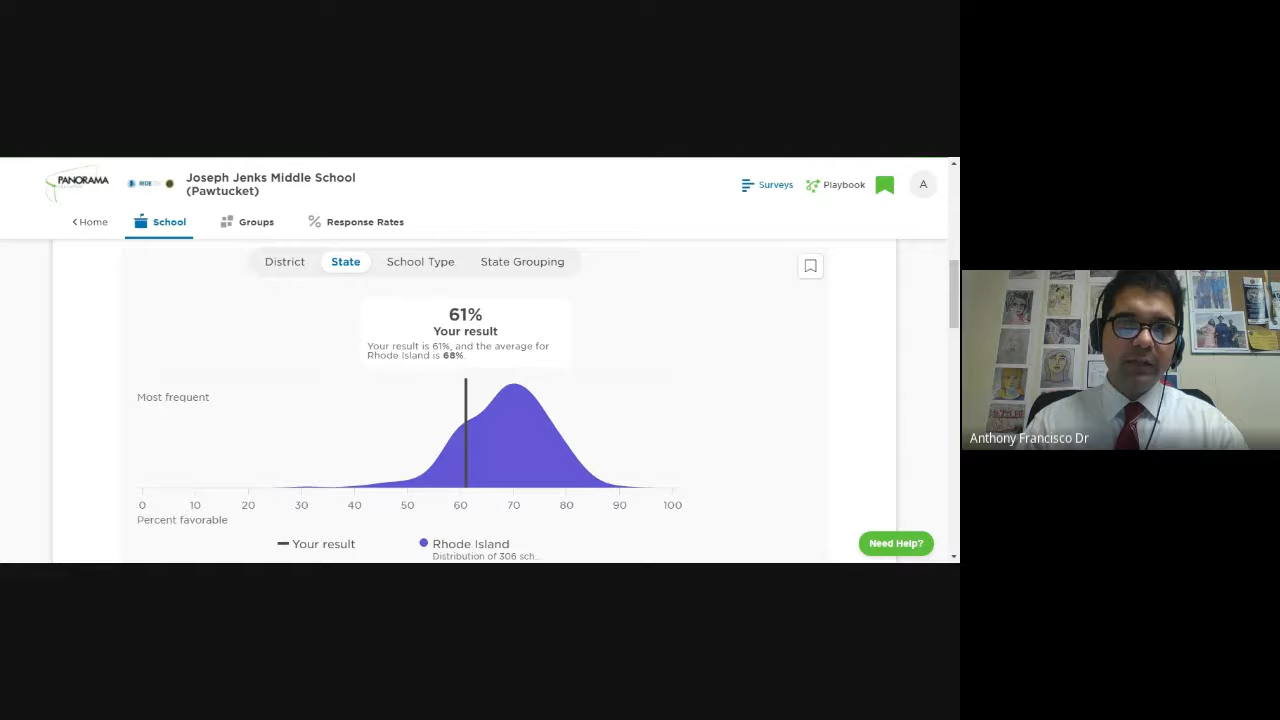 PANORAMA
RIDE
Joseph Jenks Middle School
(Pawtucket)
Surveys
Playbook
A
Home
School
Groups
Response Rates
District
State
School Type
State Grouping
61%
Your result
Your result is 61%, and the average for
Rhode Island is 68%.
Most frequent
0 10 20 30 40 50 60 70 80 90 100
Percent favorable
Your result
Rhode Island
Distribution of 306 sch...
Need Help?
Anthony Francisco Dr